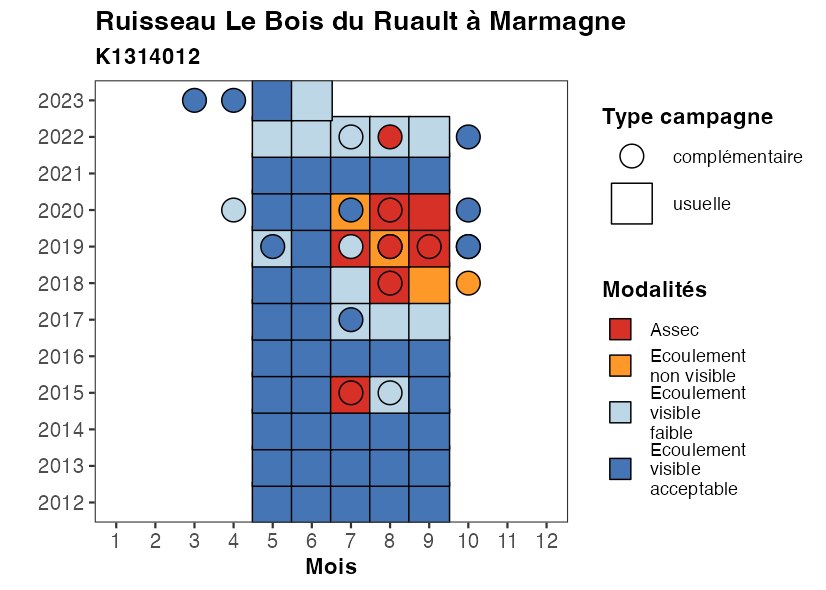 Ruisseau Le Bois du Ruault à Marmagne
K1314012
2023
2022
2021
2020
2019
2018
2017
2016
2015
2014
2013
2012
1 2 3 4 5 6 7 8 9 10 11 12
Mois
Type campagne
complémentaire
usuelle
Modalités
Assec
Ecoulement
non visible
Ecoulement
visible
faible
Ecoulement
visible
acceptable